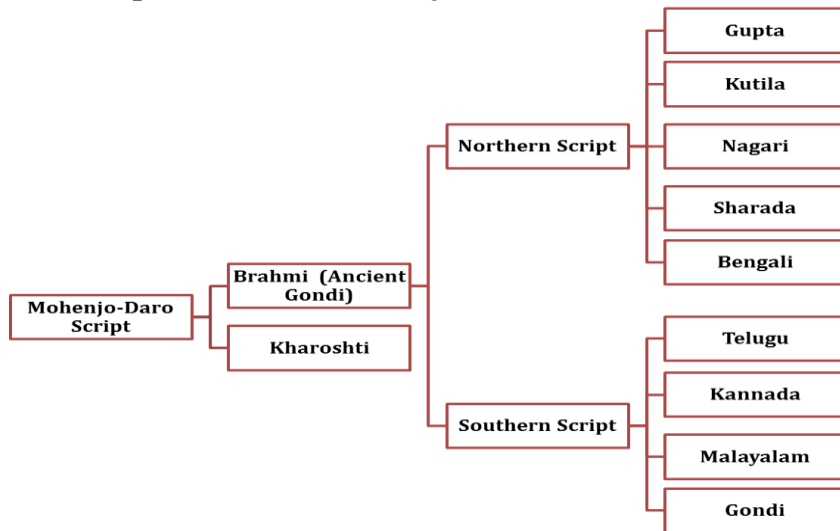 Mohenjo-Daro
Script
Brahmi (Ancient
Gondi)
Kharoshti
Northern Script
Southern Script
Gupta
Kutila
Nagari
Sharada
Bengali
Telugu
Kannada
Malayalam
Gondi